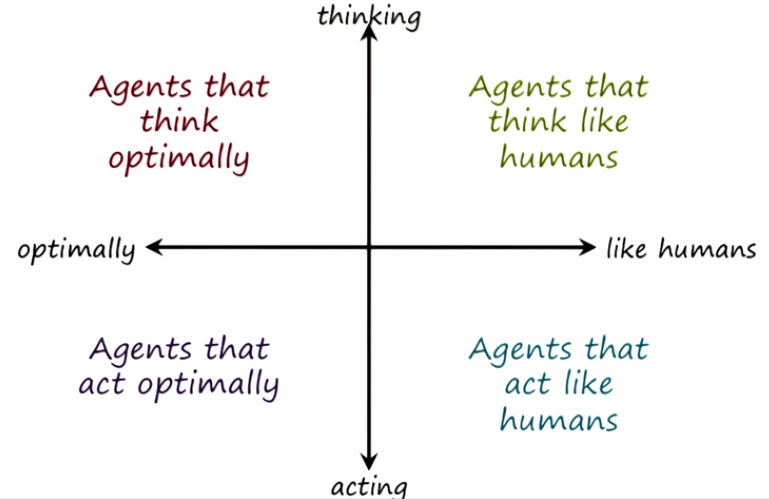 thinking
Agents that
think
optimally
Agents that
think like
humans
optimally
like humans
Agents that
act optimally
Agents that
act like
humans
acting